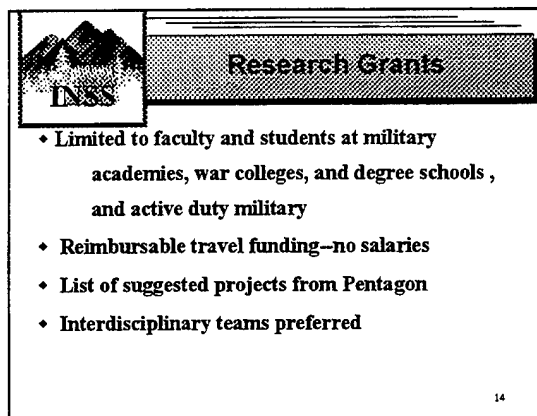 INSS
Research Grants
◆ Limited to faculty and students at military
academies, war colleges, and degree schools ,
and active duty military
◆ Reimbursable travel funding--no salaries
◆ List of suggested projects from Pentagon
◆ Interdisciplinary teams preferred
14